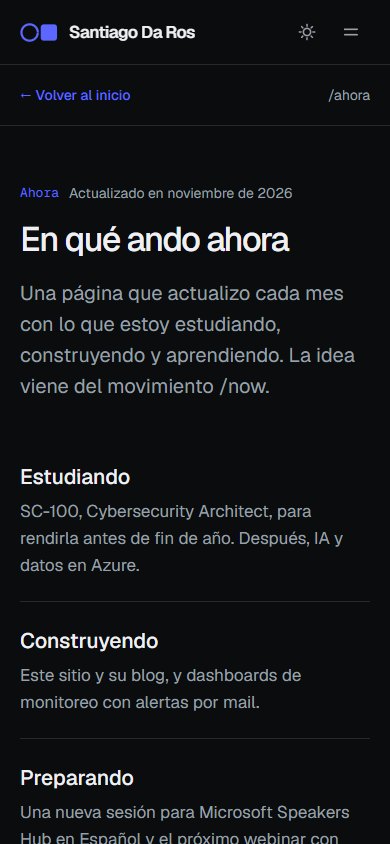 Santiago Da Ros
← Volver al inicio
/ahora
Ahora Actualizado en noviembre de 2026
En qué ando ahora
Una página que actualizo cada mes
con lo que estoy estudiando,
construyendo y aprendiendo. La idea
viene del movimiento /now.
Estudiando
SC-100, Cybersecurity Architect, para
rendirla antes de fin de año. Después, IA y
datos en Azure.
Construyendo
Este sitio y su blog, y dashboards de
monitoreo con alertas por mail.
Preparando
Una nueva sesión para Microsoft Speakers
Hub en Español y el próximo webinar con